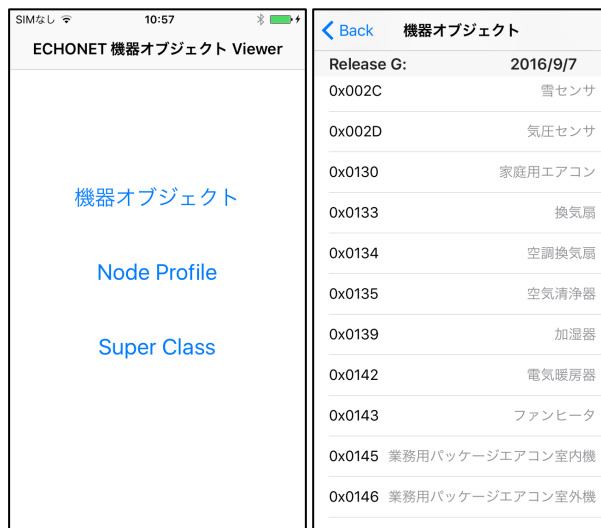 SIMなし 10:57
ECHONET 機器オブジェクト Viewer
機器オブジェクト
Node Profile
Super Class
Back 機器オブジェクト
Release G: 2016/9/7
0x002C 雪センサ
0x002D 気圧センサ
0x0130 家庭用エアコン
0x0133 換気扇
0x0134 空調換気扇
0x0135 空気清浄器
0x0139 加湿器
0x0142 電気暖房器
0x0143 ファンヒータ
0x0145 業務用パッケージエアコン室内機
0x0146 業務用パッケージエアコン室外機